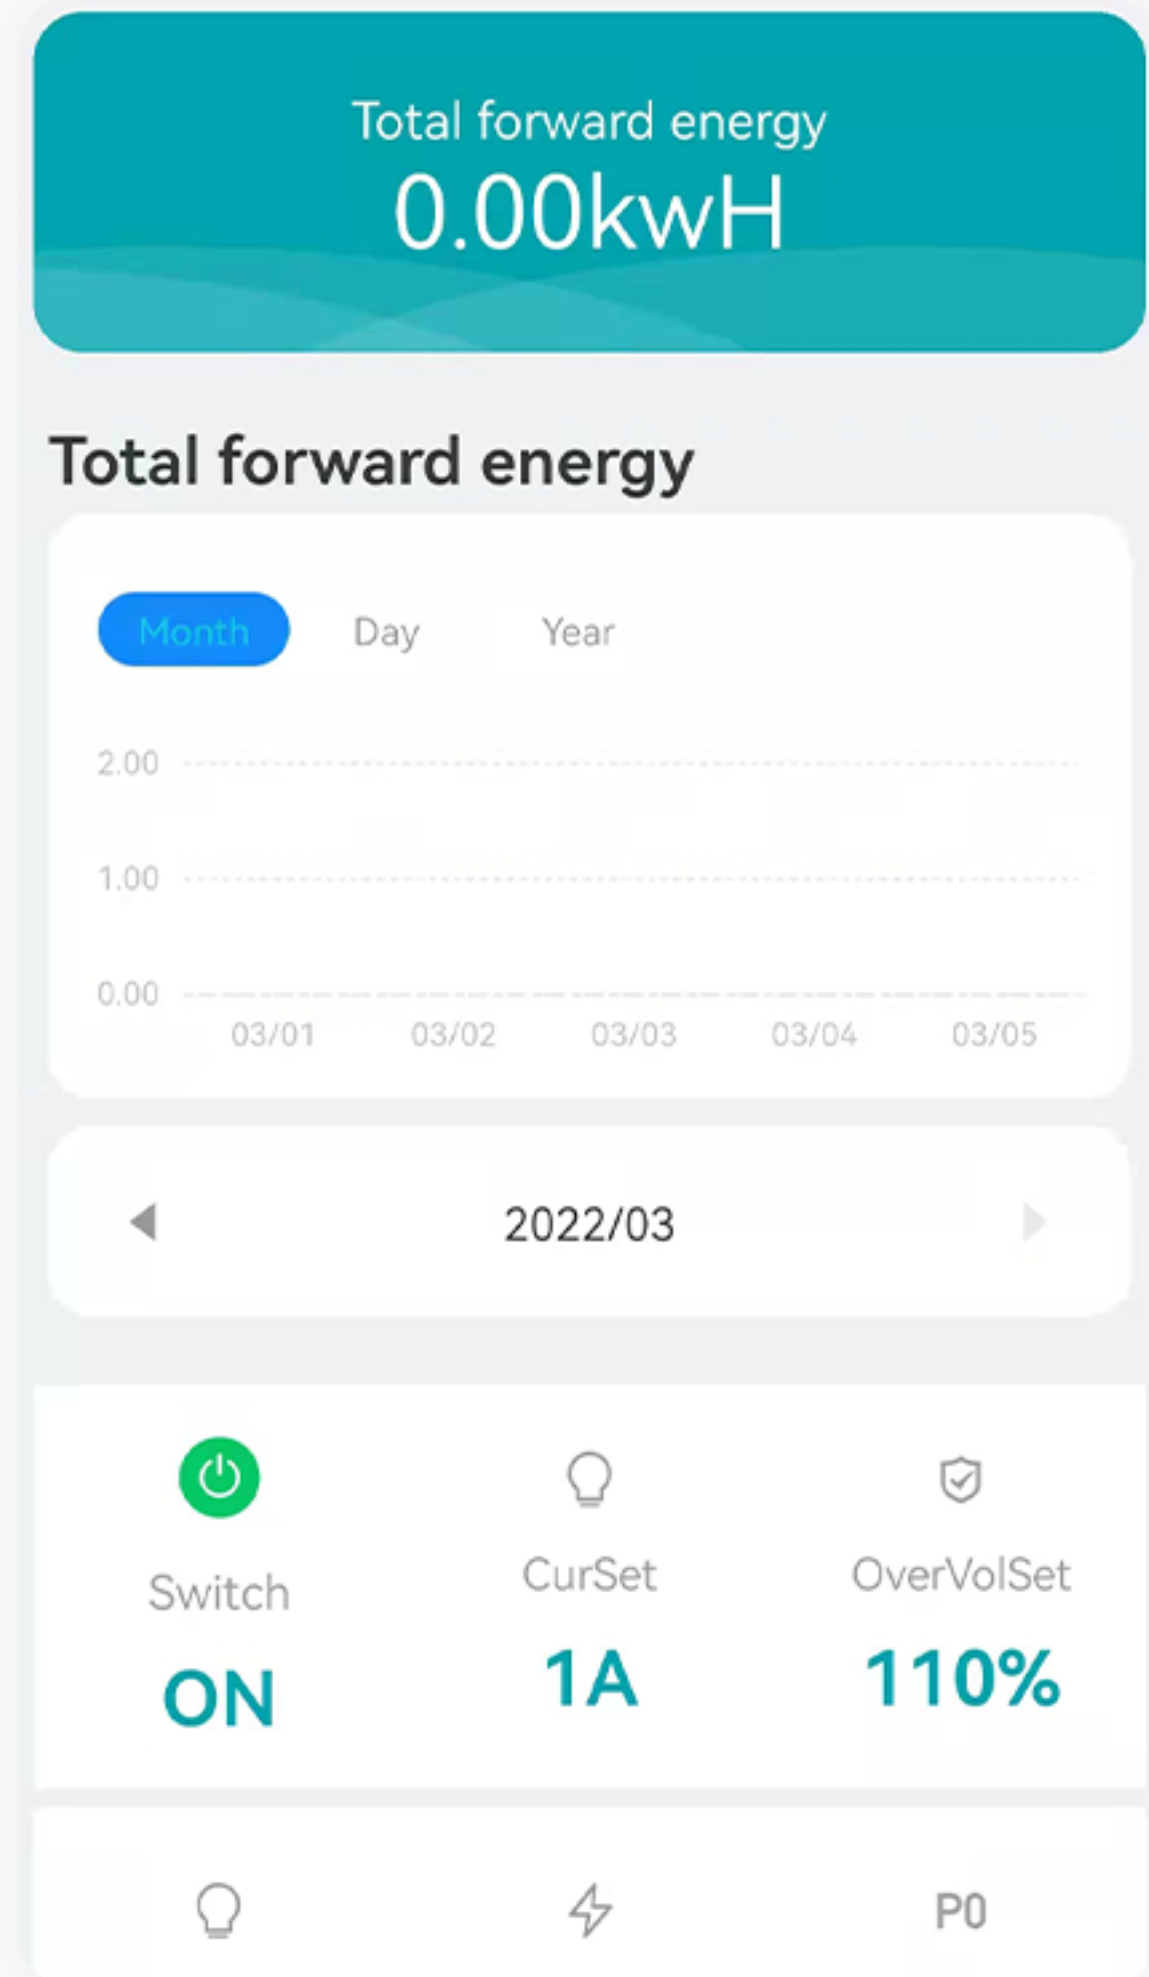 Total forward energy
0.00kwH
Total forward energy
Month Day Year
2.00
1.00
0.00
03/01 03/02 03/03 03/04 03/05
2022/03
Switch CurSet OverVolSet
ON 1A 110%
P0